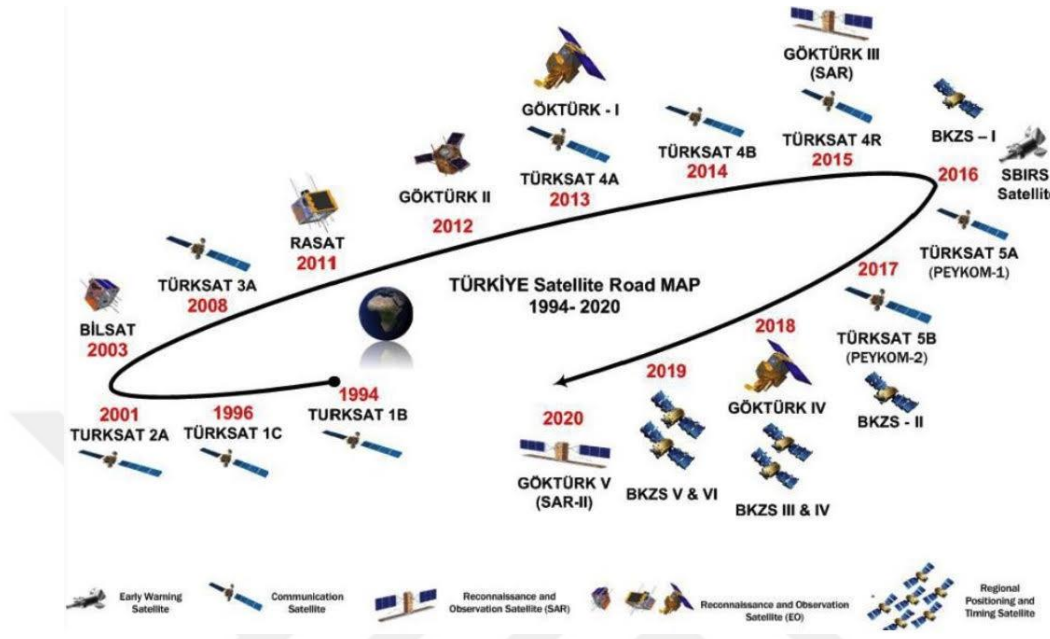 GÖKTÜRK III
(SAR)
GÖKTÜRK - I
BKZS – I
TÜRKSAT 4B
2014
TÜRKSAT 4R
2015
2016
SBIRS
Satellite
GÖKTÜRK II
2012
TÜRKSAT 4A
2013
RASAT
2011
TÜRKSAT 5A
(PEYKOM-1)
2017
TÜRKSAT 3A
2008
TÜRKİYE Satellite Road MAP
1994- 2020
BİLSAT
2003
2018
TÜRKSAT 5B
(PEYKOM-2)
2019
1994
TURKSAT 1B
GÖKTÜRK IV
2001
TURKSAT 2A
1996
TÜRKSAT 1C
2020
BKZS - II
GÖKTÜRK V
(SAR-II)
BKZS V & VI
BKZS III & IV
Early Warning
Satellite
Communication
Satellite
Reconnaissance and
Observation Satellite (SAR)
Reconnaissance and Observation
Satellite (EO)
Regional
Positioning and
Timing Satellite